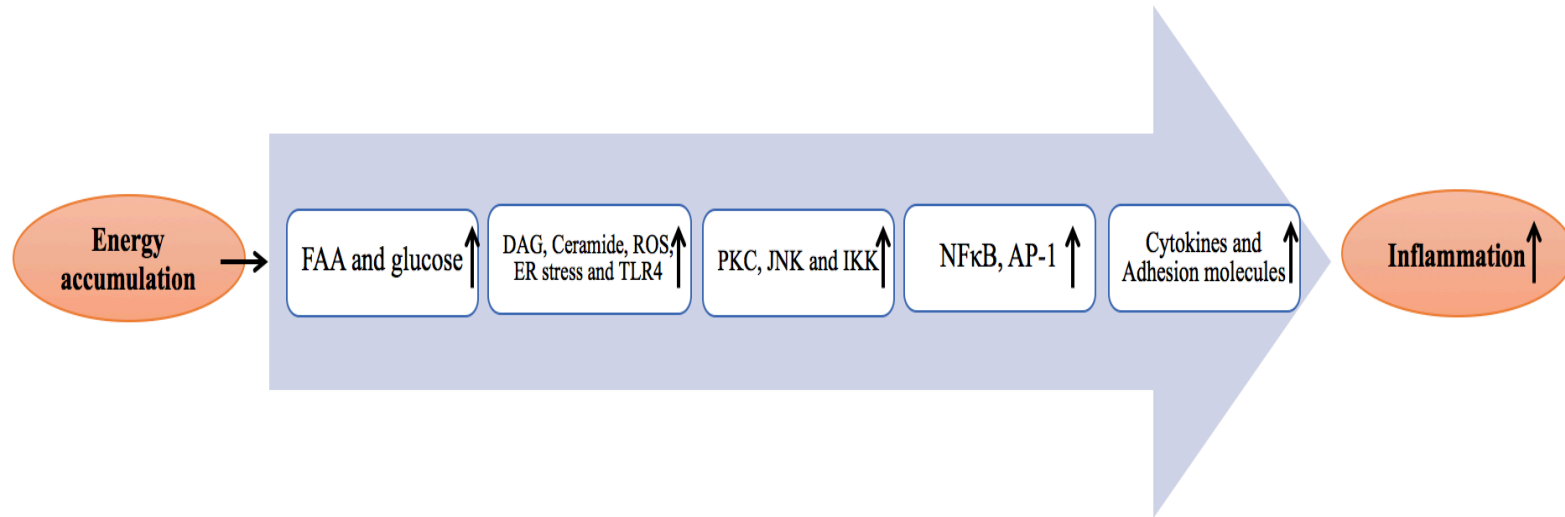 Energy
accumulation
FAA and glucose
DAG, Ceramide, ROS,
ER stress and TLR4
PKC, JNK and IKK
NFκB, AP-1
Cytokines and
Adhesion molecules
Inflammation